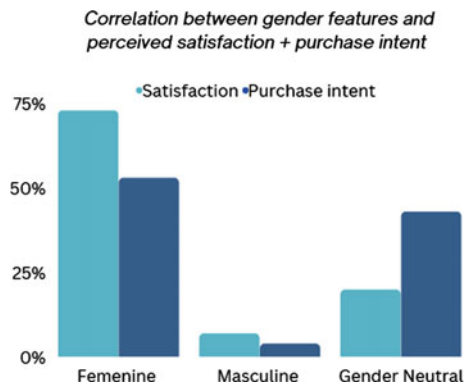 Correlation between gender features and
perceived satisfaction + purchase intent
Satisfaction Purchase intent
75%
50%
25%
0%
Femenine Masculine Gender Neutral